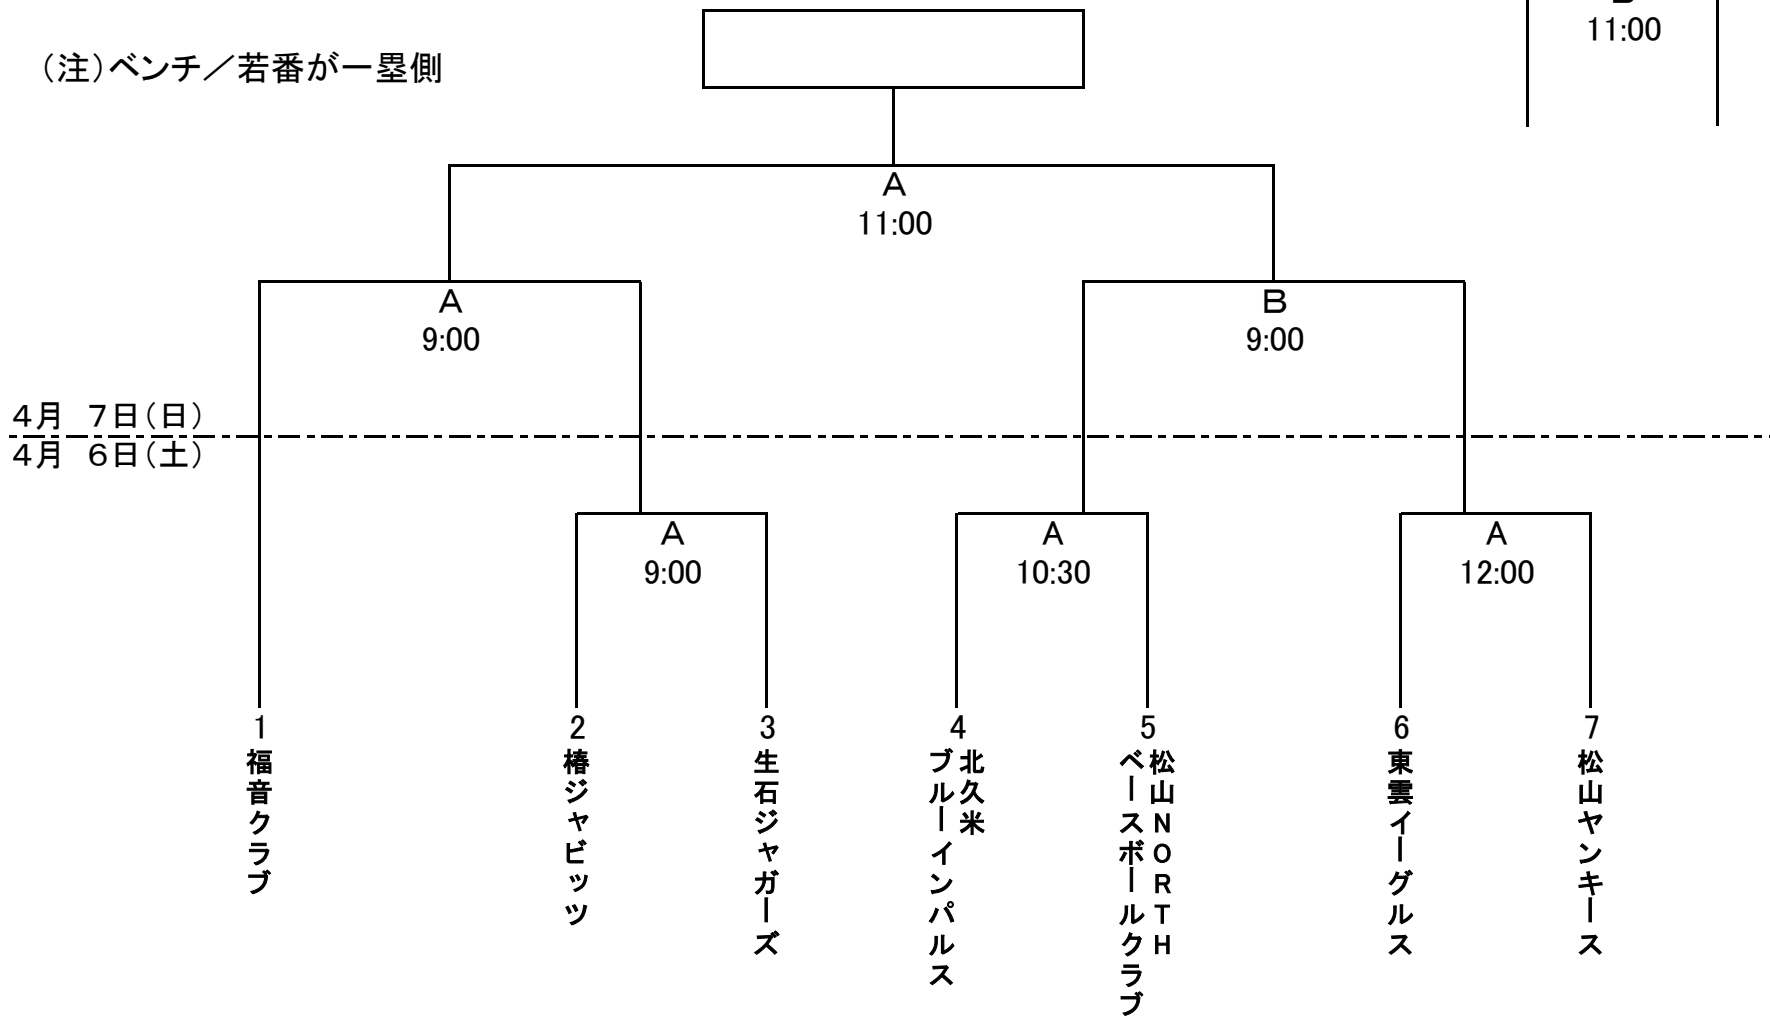 11:00
（注）ベンチ／若番が一塁側
A
11:00
A
9:00
B
9:00
4月　7日（日）
4月　6日（土）
A
9:00
A
10:30
A
12:00
1
福音クラブ
2
椿ジャビッツ
3
生石ジャガーズ
4
北久米
ブルーインパルス
5
松山NORTH
ベースボールクラブ
6
東雲イーグルス
7
松山ヤンキース